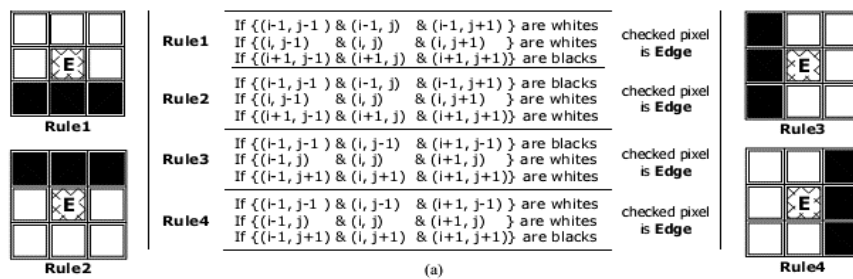 E
Rule1
E
Rule2
Rule1
If {(i-1, j-1 ) & (i-1, j) & (i-1, j+1) } are whites
If {(i, j-1) & (i, j) & (i, j+1) } are whites
If {(i+1, j-1) & (i+1, j) & (i+1, j+1)} are blacks
checked pixel
is Edge
Rule2
If {(i-1, j-1 ) & (i-1, j) & (i-1, j+1) } are blacks
If {(i, j-1) & (i, j) & (i, j+1) } are whites
If {(i+1, j-1) & (i+1, j) & (i+1, j+1)} are whites
checked pixel
is Edge
Rule3
If {(i-1, j-1 ) & (i, j-1) & (i+1, j-1) } are blacks
If {(i-1, j) & (i, j) & (i+1, j) } are whites
If {(i-1, j+1) & (i, j+1) & (i+1, j+1)} are whites
checked pixel
is Edge
Rule4
If {(i-1, j-1 ) & (i, j-1) & (i+1, j-1) } are whites
If {(i-1, j) & (i, j) & (i+1, j) } are whites
If {(i-1, j+1) & (i, j+1) & (i+1, j+1)} are blacks
checked pixel
is Edge
E
Rule3
E
Rule4
(a)